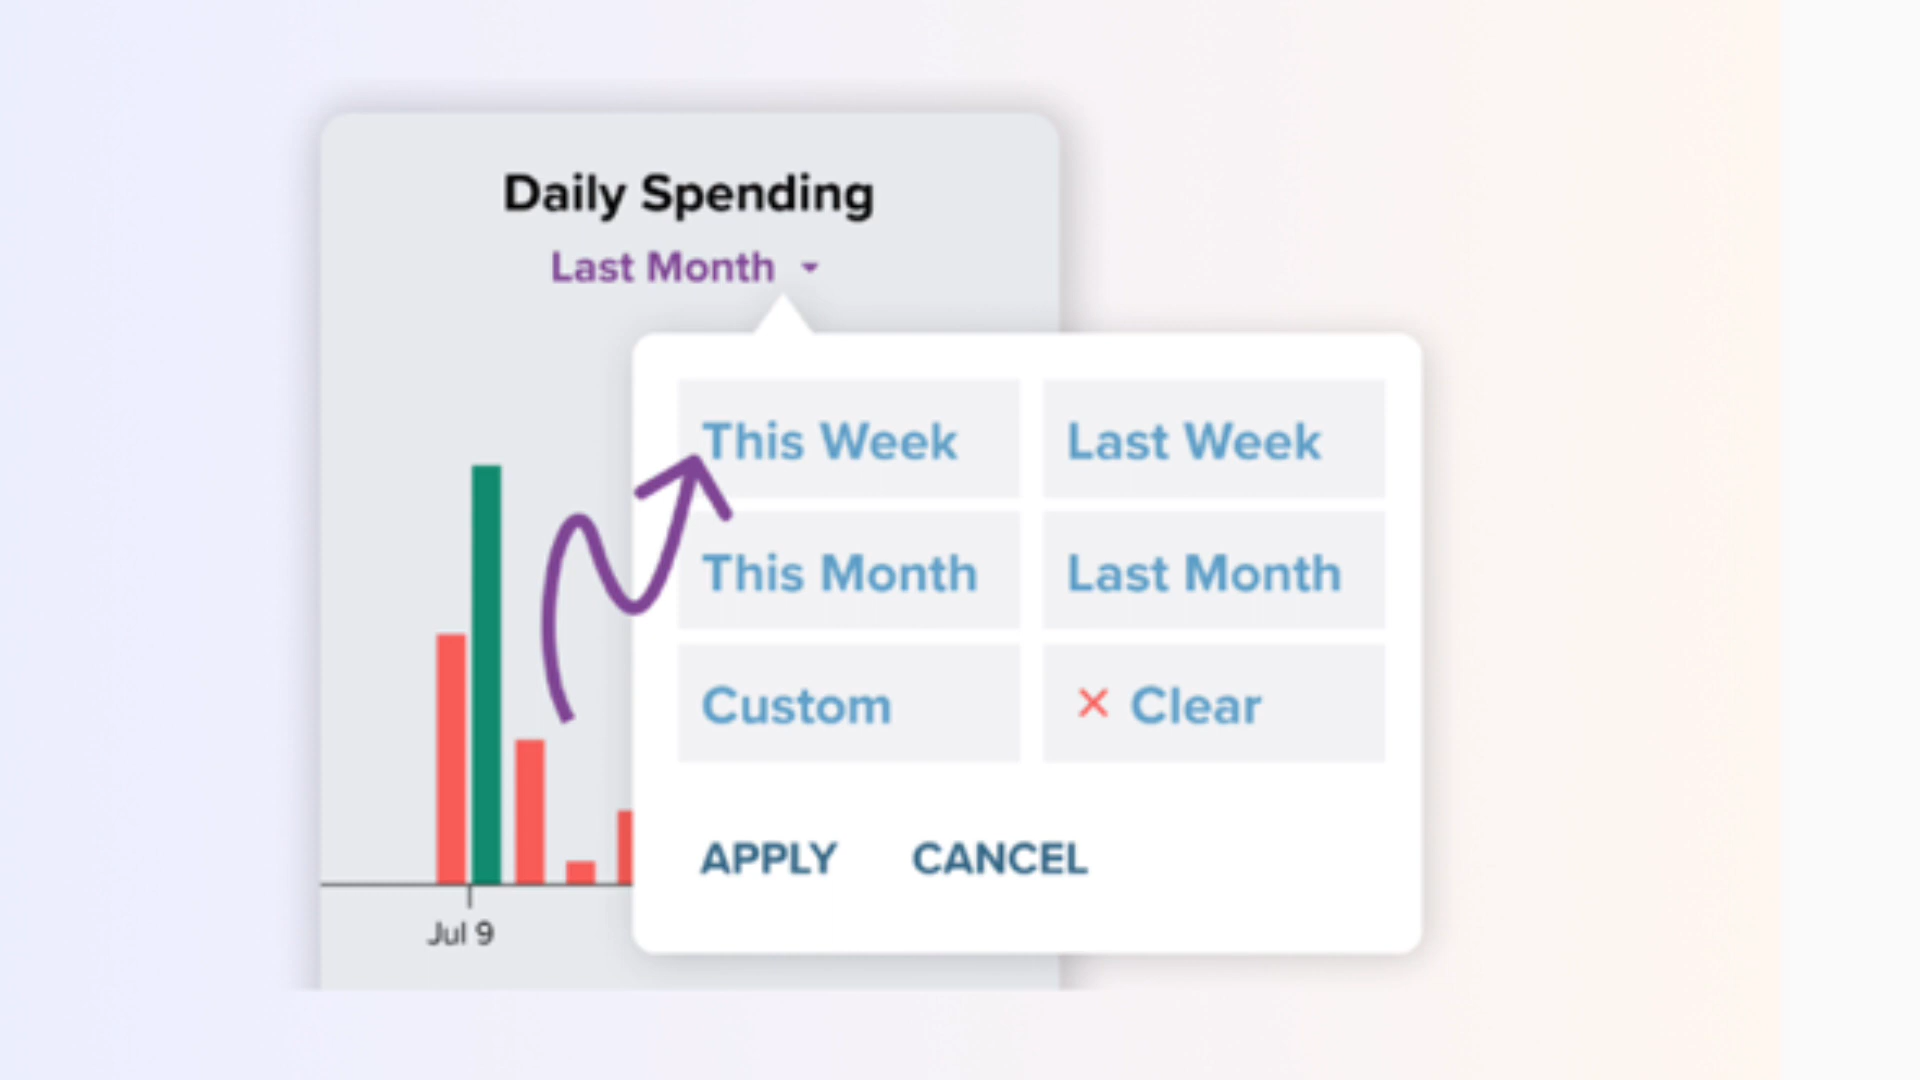 Daily Spending
Last Month
This Week
Last Week
This Month
Last Month
Custom
× Clear
APPLY
CANCEL
Jul 9